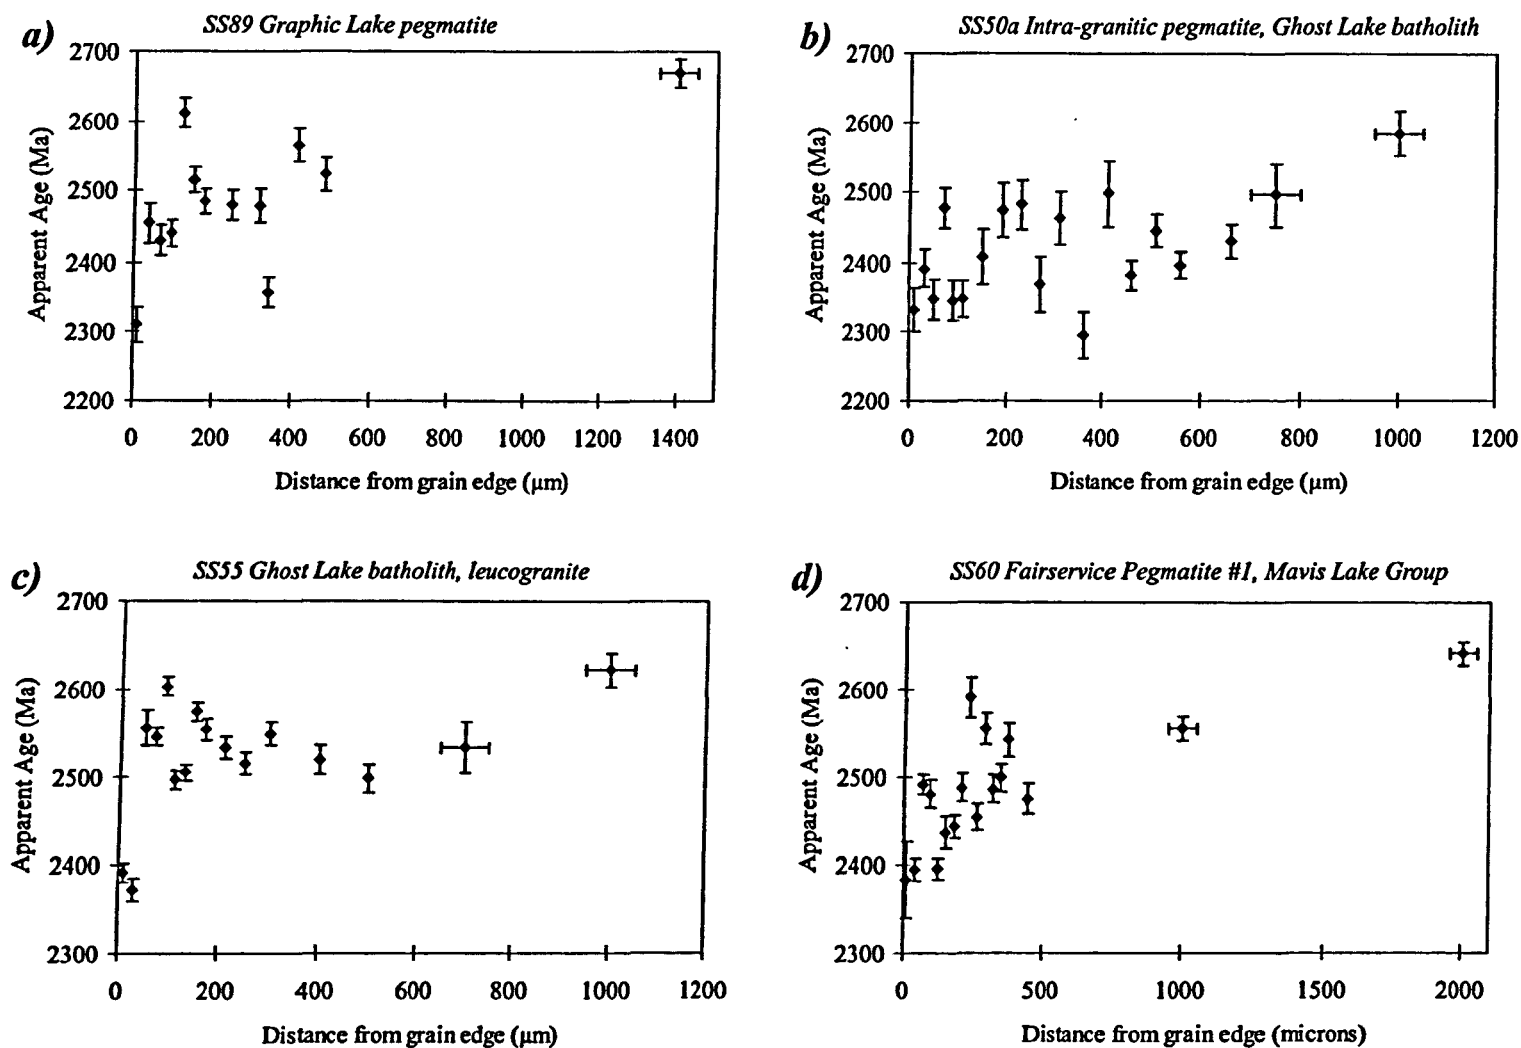 a) SS89 Graphic Lake pegmatite
2700
2600
2500
2400
2300
2200
Apparent Age (Ma)
0 200 400 600 800 1000 1200 1400
Distance from grain edge (µm)
b) SS50a Intra-granitic pegmatite, Ghost Lake batholith
2700
2600
2500
2400
2300
2200
Apparent Age (Ma)
0 200 400 600 800 1000 1200
Distance from grain edge (µm)
c) SS55 Ghost Lake batholith, leucogranite
2700
2600
2500
2400
2300
Apparent Age (Ma)
0 200 400 600 800 1000 1200
Distance from grain edge (µm)
d) SS60 Fairservice Pegmatite #1, Mavis Lake Group
2700
2600
2500
2400
2300
Apparent Age (Ma)
0 500 1000 1500 2000
Distance from grain edge (microns)